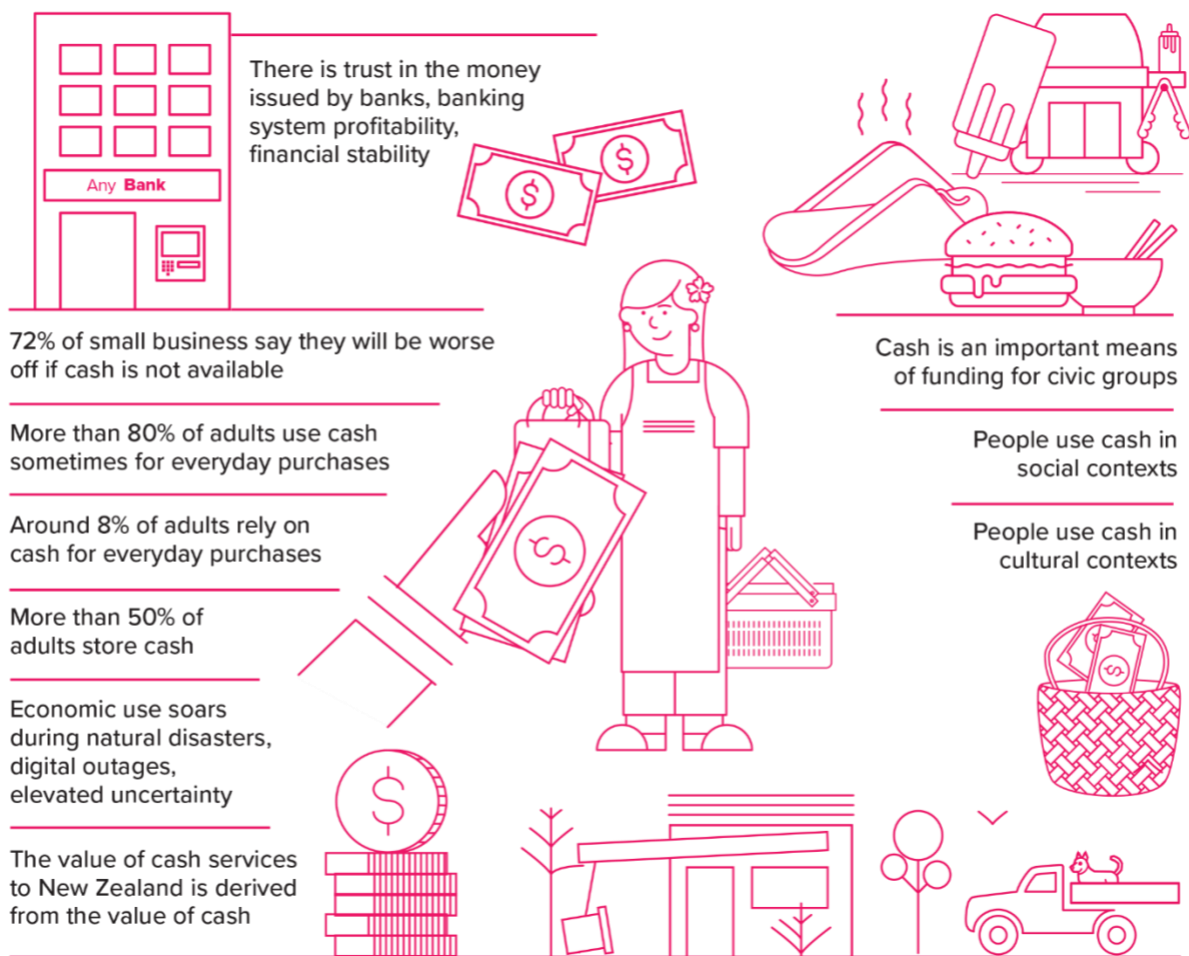 There is trust in the money
issued by banks, banking
system profitability,
financial stability
Any Bank
72% of small business say they will be worse
off if cash is not available
More than 80% of adults use cash
sometimes for everyday purchases
Around 8% of adults rely on
cash for everyday purchases
More than 50% of
adults store cash
Economic use soars
during natural disasters,
digital outages,
elevated uncertainty
The value of cash services
to New Zealand is derived
from the value of cash
Cash is an important means
of funding for civic groups
People use cash in
social contexts
People use cash in
cultural contexts
$
$
$
$
$
$